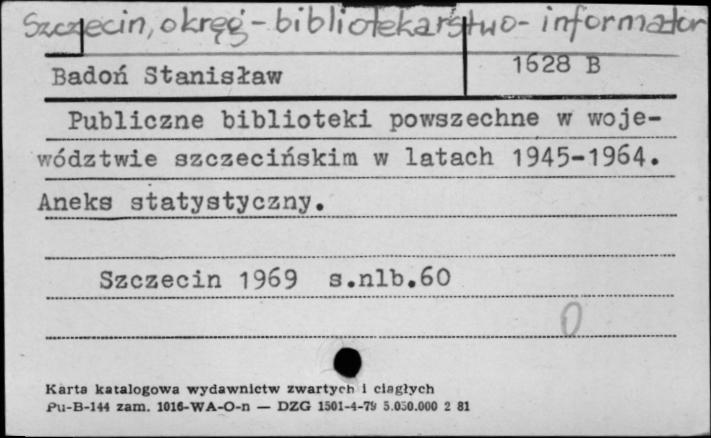 Szczecin, okręg - bibliotekarstwo - informator
Badoń Stanisław 1628 B
Publiczne biblioteki powszechne w woje-
wództwie szczecińskim w latach 1945-1964.
Aneks statystyczny.
Szczecin 1969 s.nlb.60
0
Karta katalogowa wydawnictw zwartych i ciągłych
Pu-B-144 zam. 1016-WA-O-n — DZG 1501-4-79 5.050.000 2 81